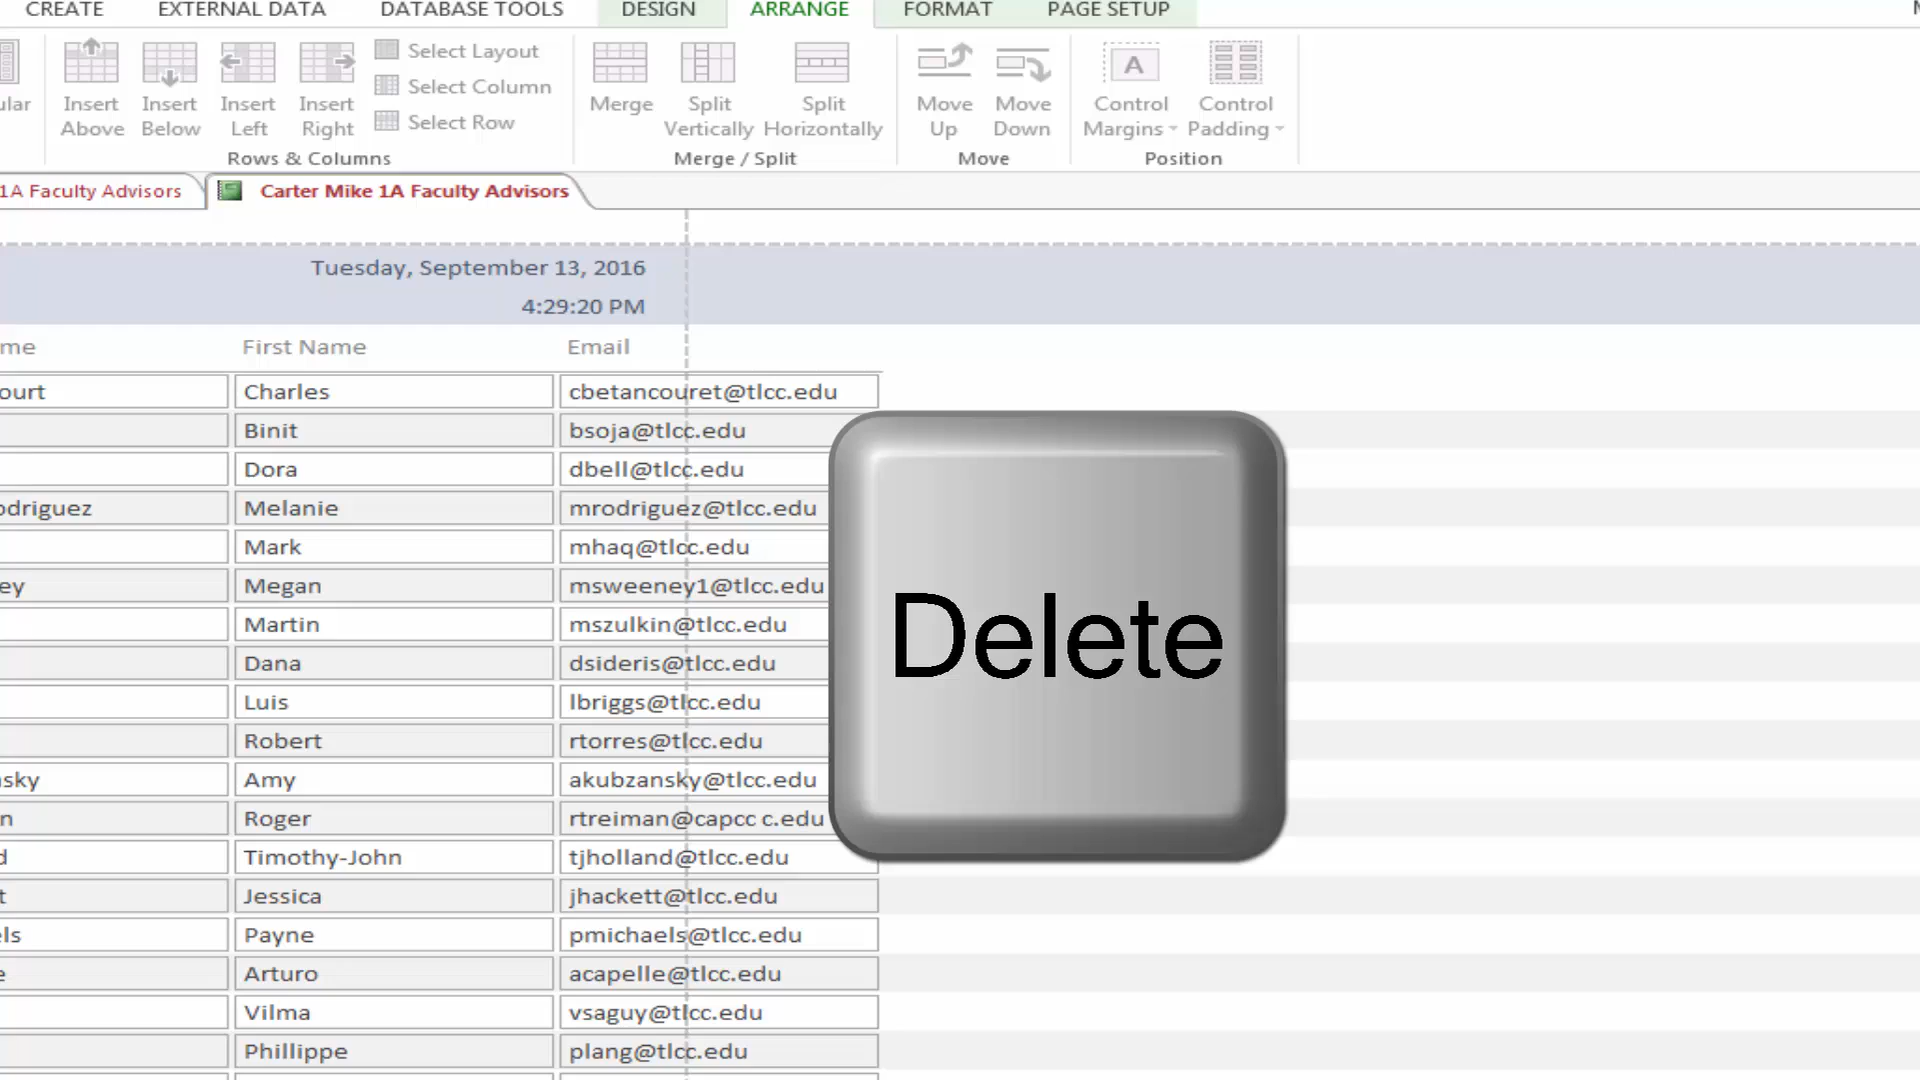 CREATE EXTERNAL DATA DATABASE TOOLS DESIGN ARRANGE FORMAT PAGE SETUP
Insert Above
Insert Below
Insert Left
Insert Right
Select Layout
Select Column
Select Row
Merge
Split Vertically
Split Horizontally
Move Up
Move Down
A
Control Margins
Control Padding
Rows & Columns
Merge / Split
Move
Position
1A Faculty Advisors
Carter Mike 1A Faculty Advisors
Tuesday, September 13, 2016
4:29:20 PM
me First Name Email
ourt Charles cbetancouret@tlcc.edu
Binit bsoja@tlcc.edu
Dora dbell@tlcc.edu
odriguez Melanie mrodriguez@tlcc.edu
Mark mhaq@tlcc.edu
ey Megan msweeney1@tlcc.edu
Martin mszulkin@tlcc.edu
Dana dsideris@tlcc.edu
Luis lbriggs@tlcc.edu
Robert rtorres@tlcc.edu
sky Amy akubzansky@tlcc.edu
n Roger rtreiman@capcc c.edu
d Timothy-John tjholland@tlcc.edu
t Jessica jhackett@tlcc.edu
els Payne pmichaels@tlcc.edu
e Arturo acapelle@tlcc.edu
Vilma vsaguy@tlcc.edu
Phillippe plang@tlcc.edu
Delete